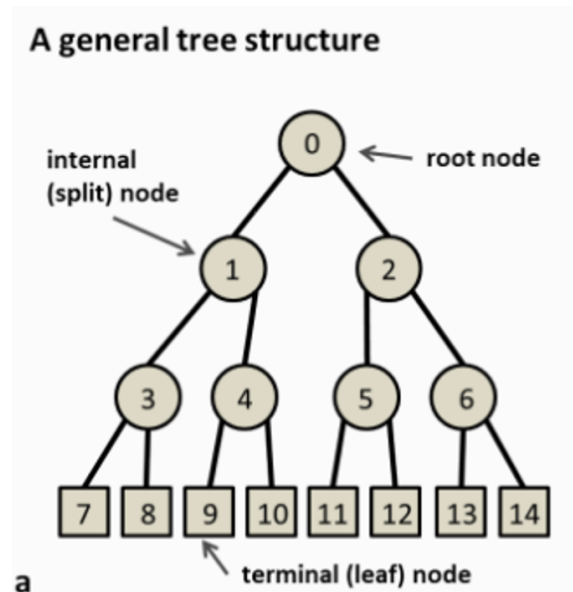 A general tree structure
0
root node
internal
(split) node
1
2
3
4
5
6
7
8
9
10
11
12
13
14
terminal (leaf) node
a